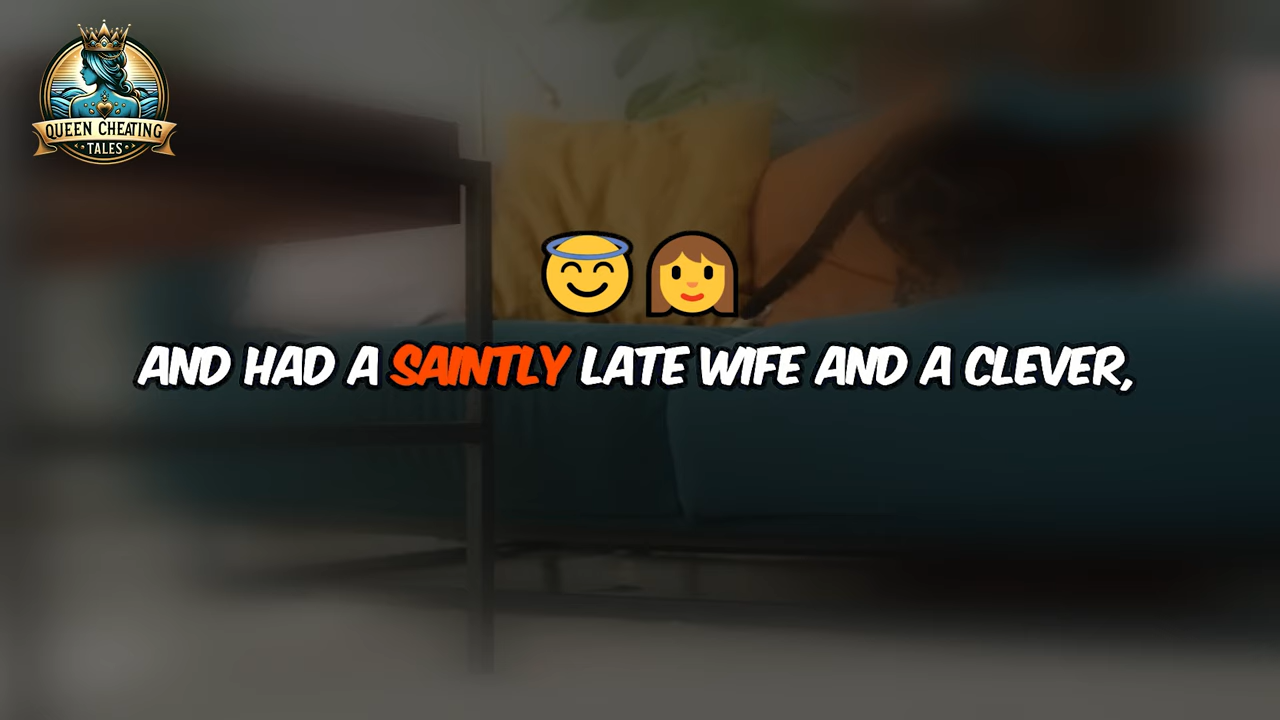 QUEEN CHEATING
TALES
AND HAD A SAINTLY LATE WIFE AND A CLEVER,